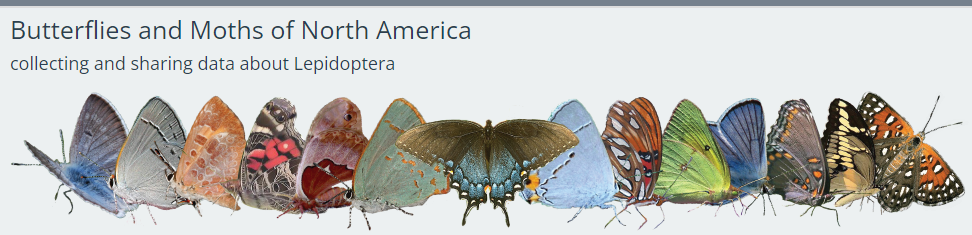 Butterflies and Moths of North America
collecting and sharing data about Lepidoptera